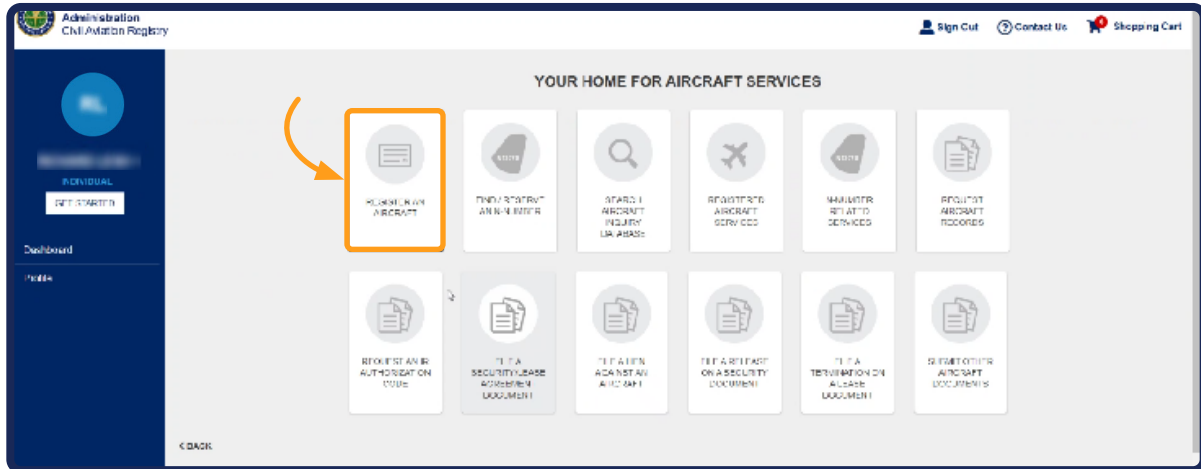 Administration
Civil Aviation Registry
Sign Out
Contact Us
Shopping Cart
YOUR HOME FOR AIRCRAFT SERVICES
INDIVIDUAL
GET STARTED
Dashboard
Profile
REGISTER AN
AIRCRAFT
FIND / RESERVE
AN N-NUMBER
SEARCH
AIRCRAFT
INQUIRY
DATABASE
REGISTERED
AIRCRAFT
SERVICES
N-NUMBER
RELATED
SERVICES
REQUEST
AIRCRAFT
RECORDS
REQUEST AN IR
AUTHORIZATION
CODE
FILE A
SECURITY/LEASE
AGREEMENT
DOCUMENT
FILE A LIEN
AGAINST AN
AIRCRAFT
FILE A RELEASE
ON A SECURITY
DOCUMENT
FILE A
TERMINATION ON
A LEASE
DOCUMENT
SUBMIT OTHER
AIRCRAFT
DOCUMENTS
< BACK